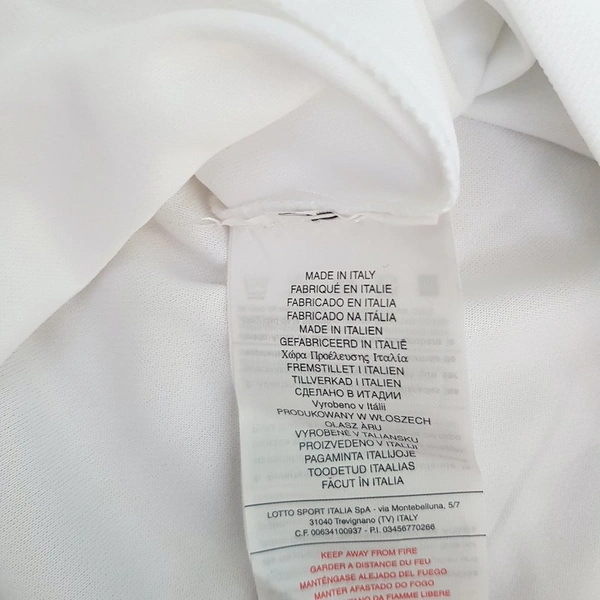 MADE IN ITALY
FABRIQUÉ EN ITALIE
FABRICADO EN ITALIA
FABRICADO NA ITÁLIA
MADE IN ITALIEN
GEFABRICEERD IN ITALIË
Χώρα Προέλευσης Ιταλία
FREMSTILLET I ITALIEN
TILLVERKAD I ITALIEN
СДЕЛАНО В ИТАДИИ
Vyrobeno v Itálii
PRODUKOWANY W WŁOSZECH
OLASZ ÁRU
VYROBENÉ V TALIANSKU
PROIZVEDENO V ITALIJI
PAGAMINTA ITALIJOJE
TOODETUD ITAALIAS
FĂCUT ÎN ITALIA
LOTTO SPORT ITALIA SpA - via Montebelluna, 5/7
31040 Trevignano (TV) ITALY
C.F. 00634100937 - P.I. 03456770266
KEEP AWAY FROM FIRE
GARDER A DISTANCE DU FEU
MANTÉNGASE ALEJADO DEL FUEGO
MANTER AFASTADO DO FOGO
DA FIAMME LIBERE